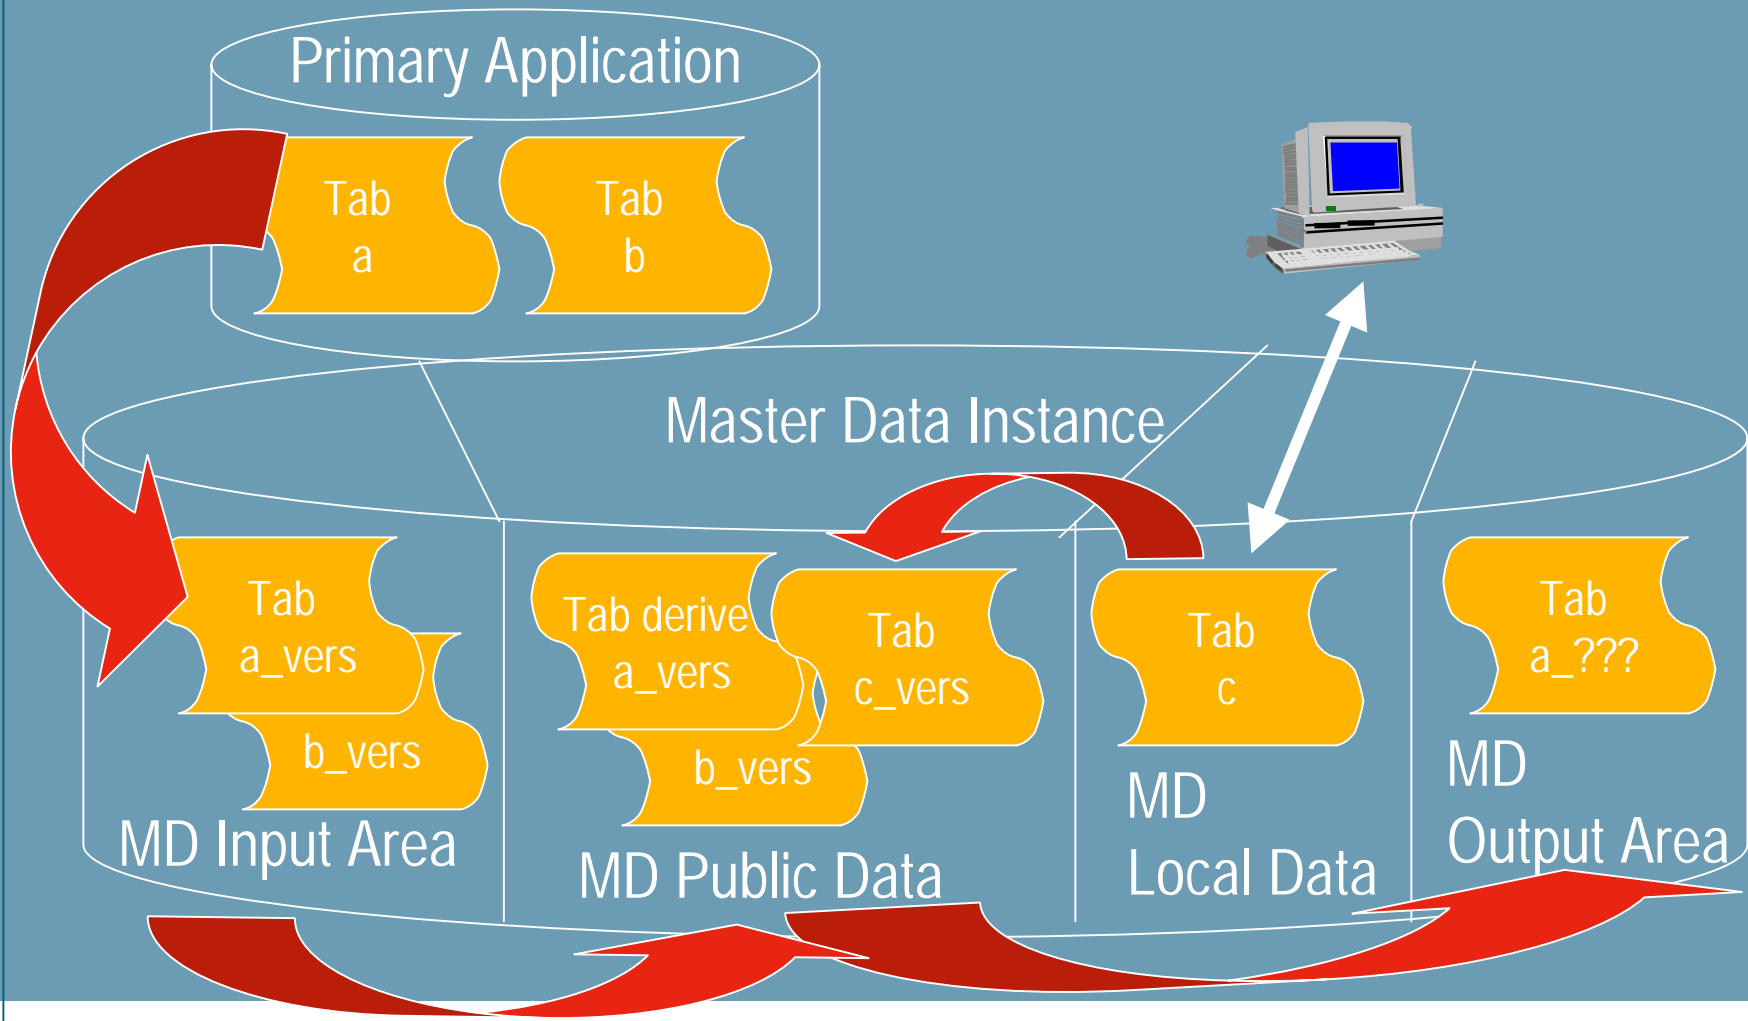 Primary Application
Tab
a
Tab
b
Master Data Instance
Tab
a_vers
b_vers
MD Input Area
Tab derive
a_vers
b_vers
Tab
c_vers
MD Public Data
Tab
c
MD
Local Data
Tab
a_???
MD
Output Area